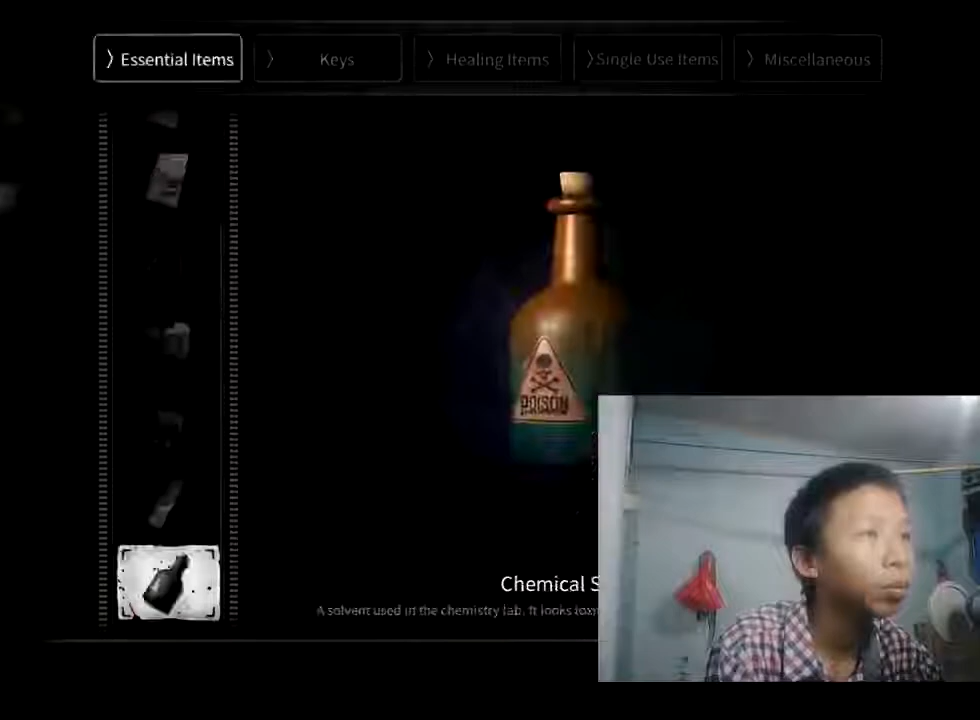 〉Essential Items
〉Keys
〉Healing Items
〉Single Use Items
〉Miscellaneous
POISON
Chemical S
A solvent used in the chemistry lab. It looks